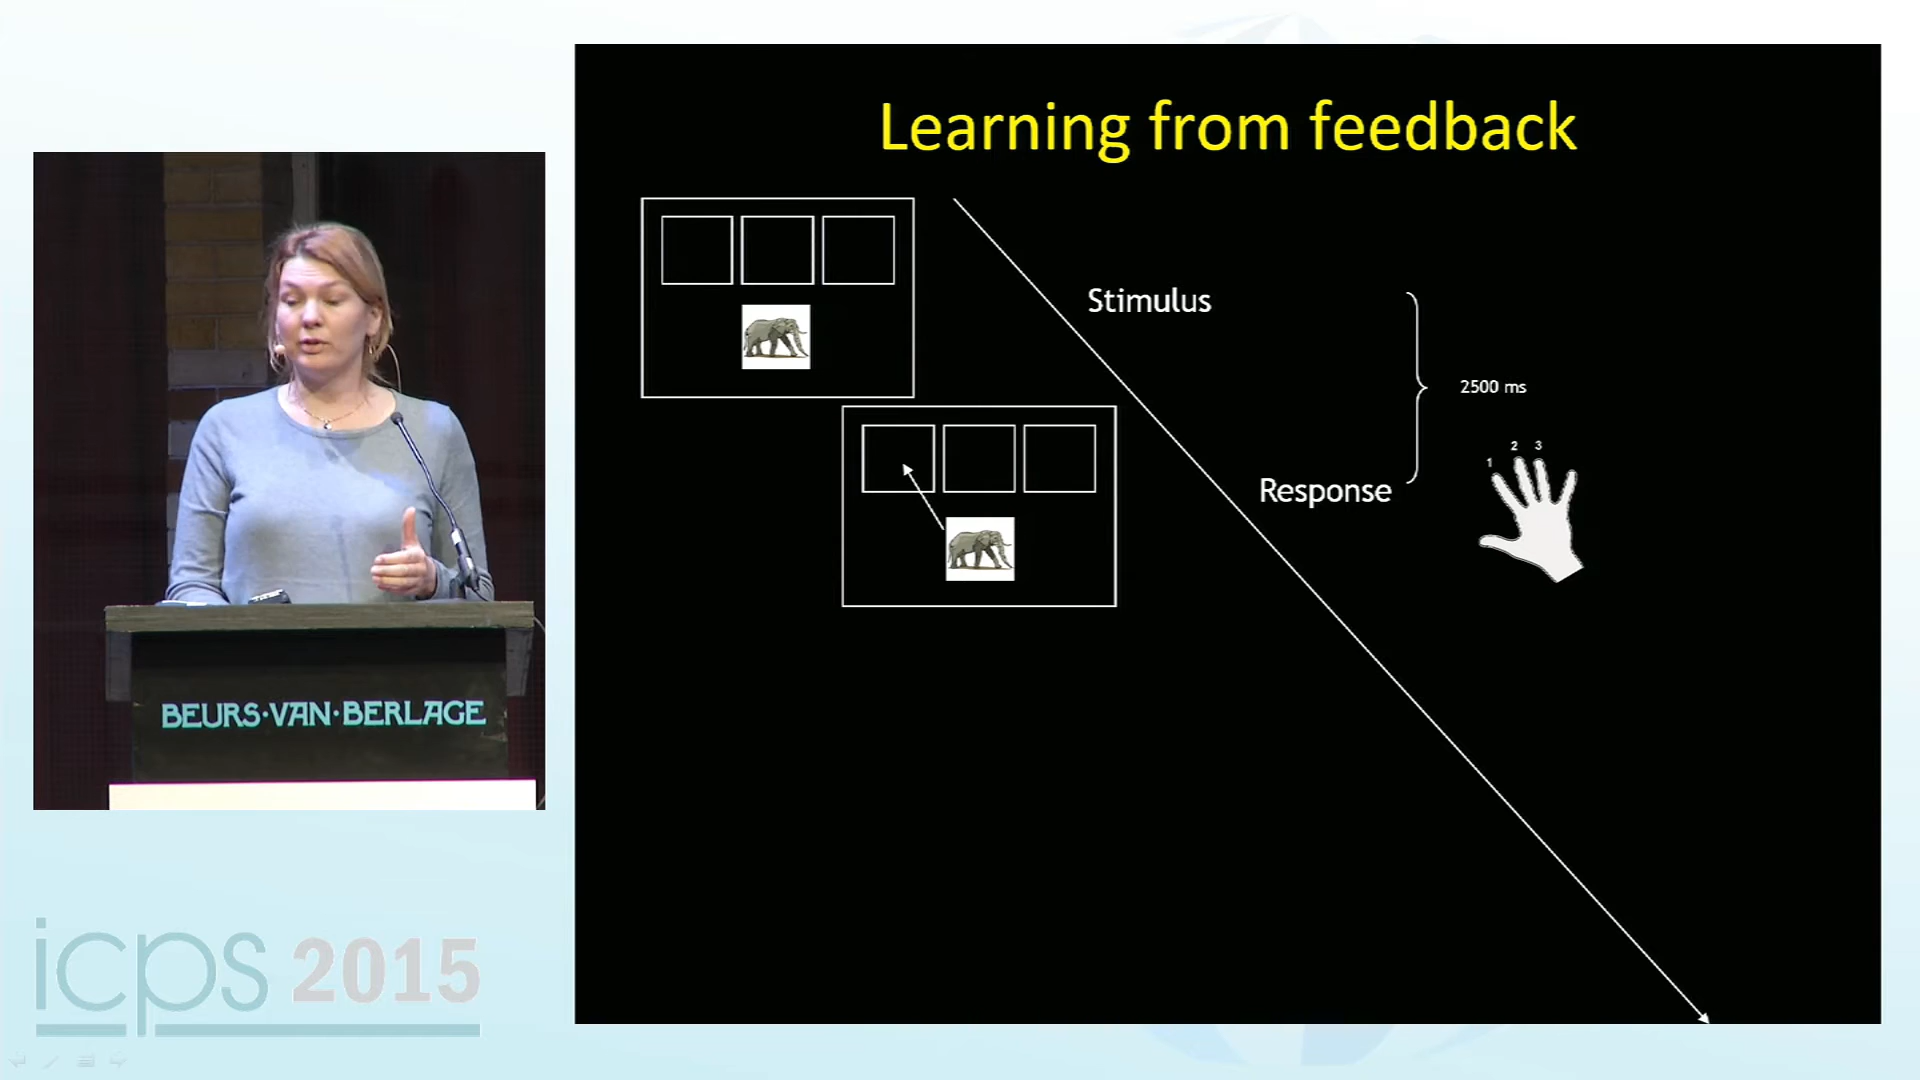 Learning from feedback
Stimulus
2500 ms
1 2 3
Response
BEURS·VAN·BERLAGE
icps 2015